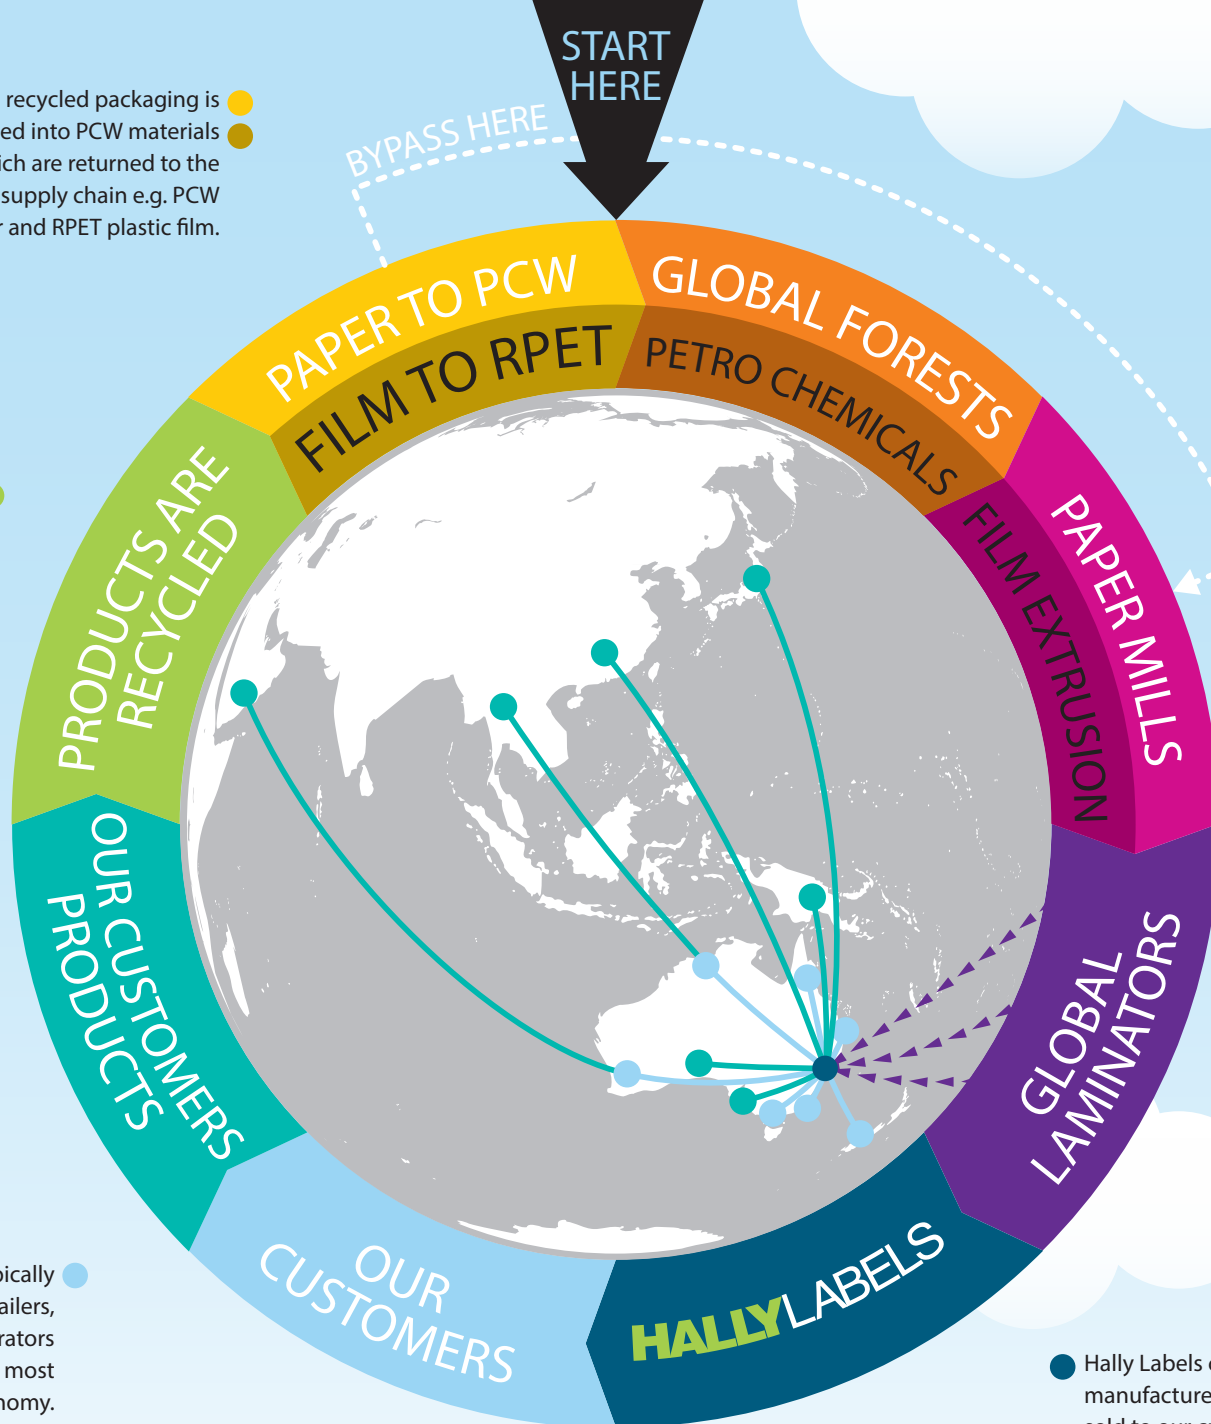 START
HERE
BYPASS HERE
recycled packaging is
ed into PCW materials
ich are returned to the
supply chain e.g. PCW
r and RPET plastic film.
PAPER TO PCW
FILM TO RPET
GLOBAL FORESTS
PETRO CHEMICALS
PAPER MILLS
FILM EXTRUSION
GLOBAL
LAMINATORS
HALLYLABELS
OUR
CUSTOMERS
OUR CUSTOMERS
PRODUCTS
PRODUCTS ARE
RECYCLED
pically
ailers,
rators
most
nomy.
Hally Labels
manufacture